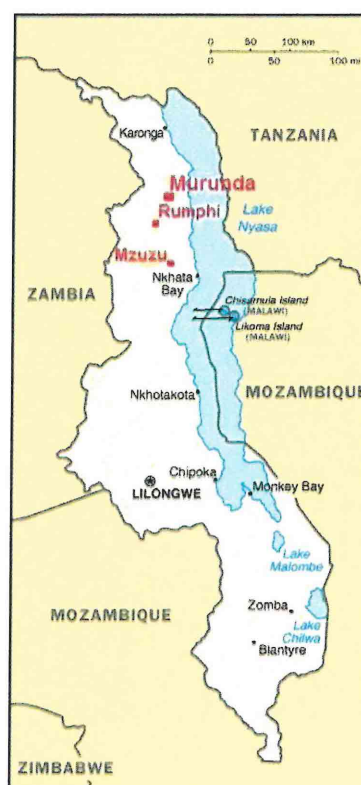 0 50 100 km
0 50 100 mi
Karonga
TANZANIA
Murunda
Rumphi
Lake
Nyasa
Mzuzu
Nkhata
Bay
ZAMBIA
Chisamula Island
(MALAWI)
Likoma Island
(MALAWI)
Nkhotakota
MOZAMBIQUE
Chipoka
Monkey Bay
LILONGWE
Lake
Malombe
MOZAMBIQUE
Zomba
Lake
Chilwa
Blantyre
ZIMBABWE